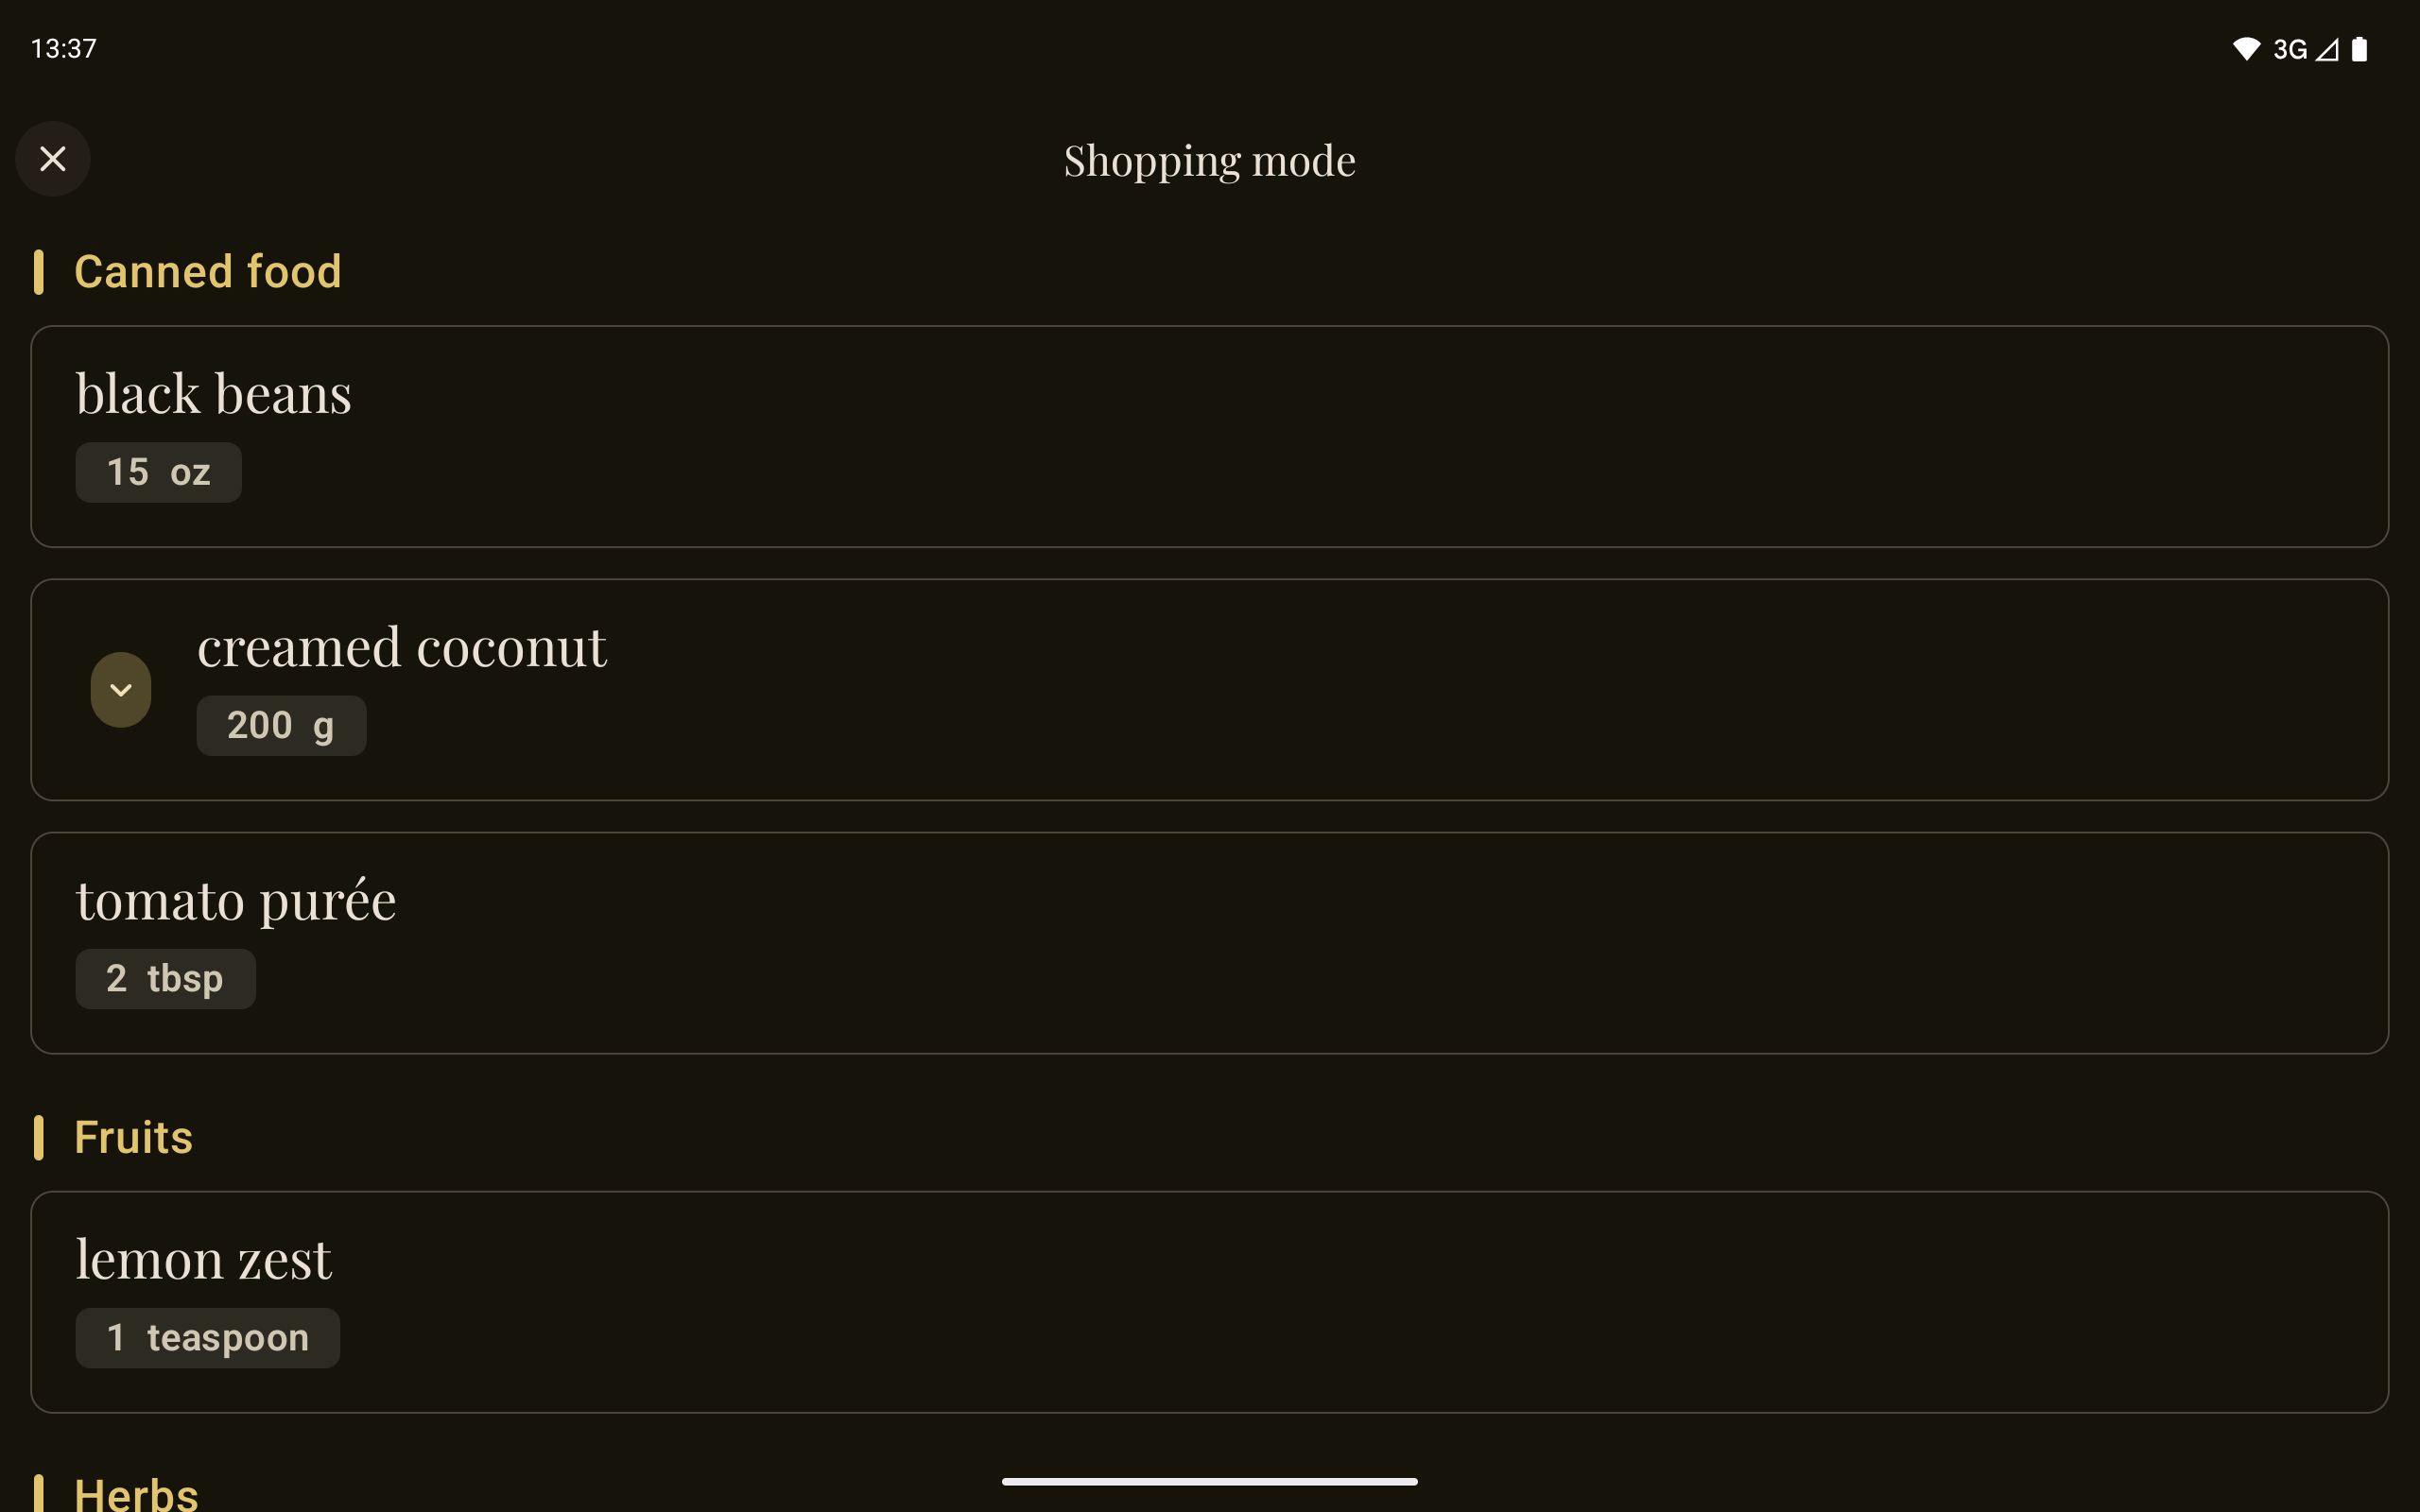 13:37
3G
Shopping mode
Canned food
black beans
15 oz
creamed coconut
200 g
tomato purée
2 tbsp
Fruits
lemon zest
1 teaspoon
Herbs